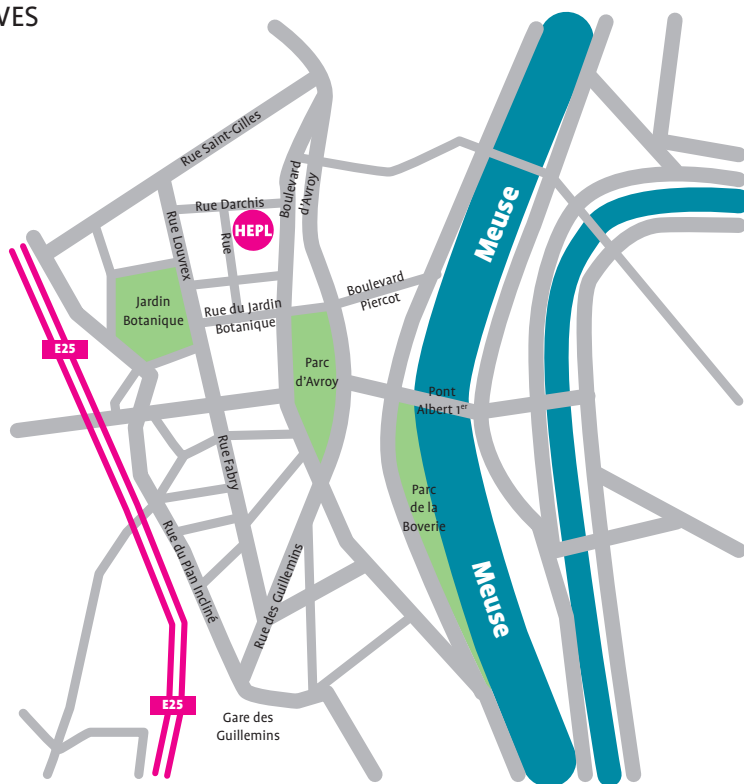 VES
Rue Saint-Gilles
Boulevard
d'Avroy
Rue Darchis
HEPL
Rue
Rue Louvrex
Meuse
Boulevard
Piercot
Jardin
Botanique
Rue du Jardin
Botanique
E25
Parc
d'Avroy
Pont
Albert 1er
Rue Fabry
Parc
de la
Boverie
Rue du Plan Incliné
Rue des Guillemins
Meuse
E25
Gare des
Guillemins